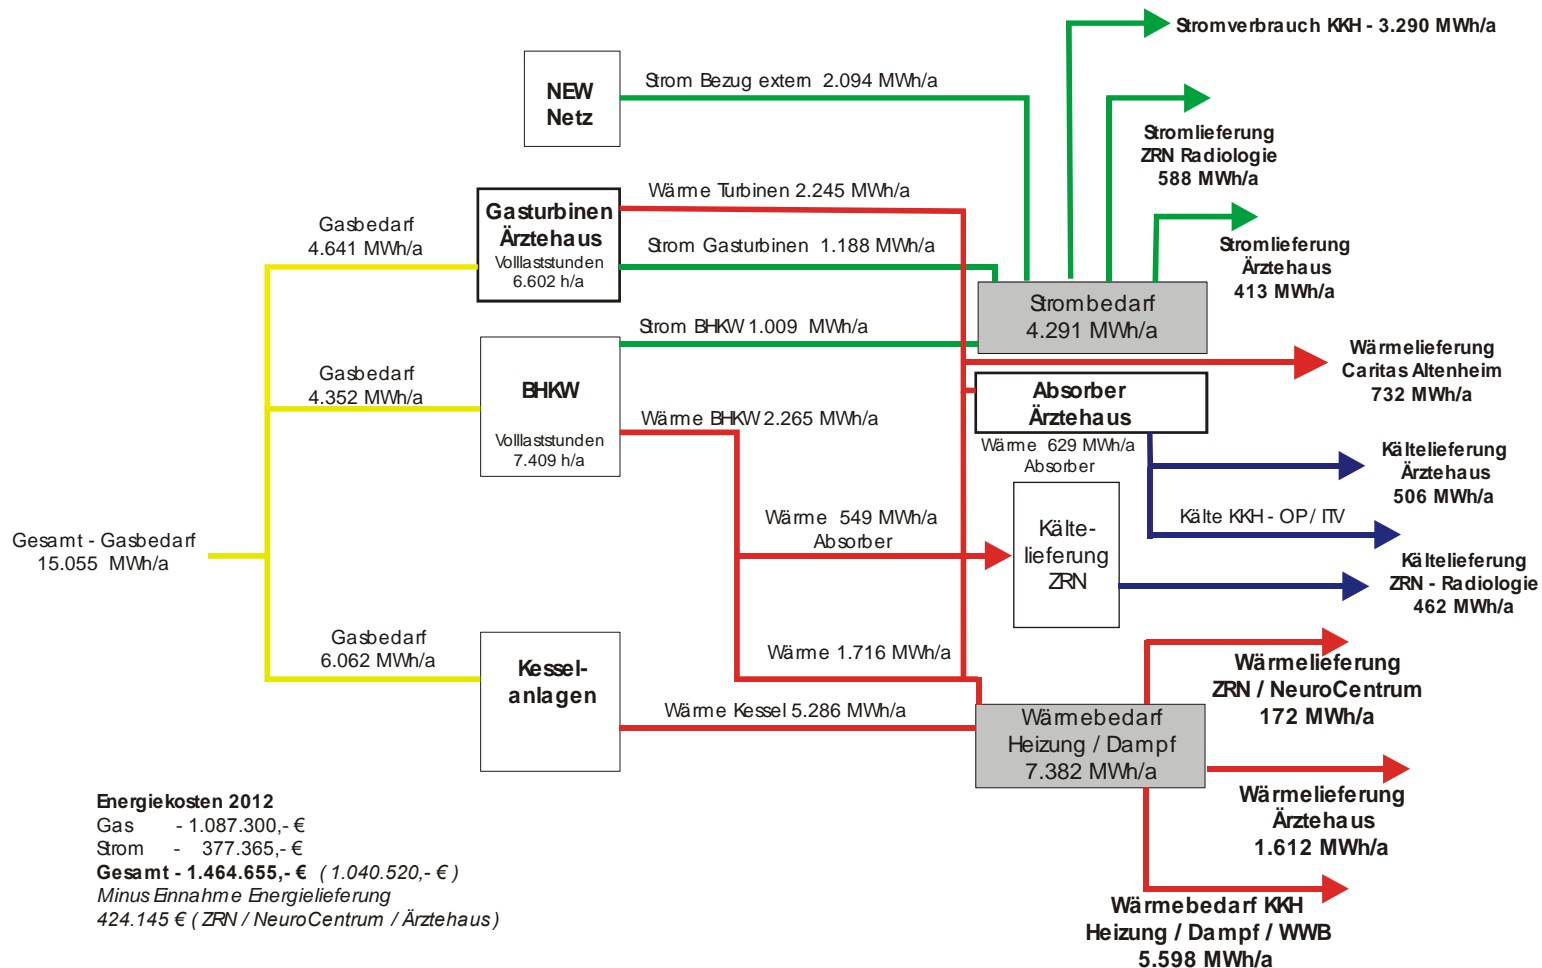 Stromverbrauch KKH - 3.290 MWh/a
NEW
Netz
Strom Bezug extern 2.094 MWh/a
Stromlieferung
ZRN Radiologie
588 MWh/a
Gasturbinen
Ärztehaus
Volllaststunden
6.602 h/a
Wärme Turbinen 2.245 MWh/a
Gasbedarf
4.641 MWh/a
Strom Gasturbinen 1.188 MWh/a
Stromlieferung
Ärztehaus
413 MWh/a
Strombedarf
4.291 MWh/a
Strom BHKW 1.009 MWh/a
Wärmelieferung
Caritas Altenheim
732 MWh/a
Gasbedarf
4.352 MWh/a
BHKW
Volllaststunden
7.409 h/a
Absorber
Ärztehaus
Wärme BHKW 2.265 MWh/a
Wärme 629 MWh/a
Absorber
Kältelieferung
Ärztehaus
506 MWh/a
Wärme 549 MWh/a
Absorber
Kälte-
lieferung
ZRN
Kälte KKH - OP / ITV
Gesamt - Gasbedarf
15.055 MWh/a
Kältelieferung
ZRN - Radiologie
462 MWh/a
Gasbedarf
6.062 MWh/a
Kessel-
anlagen
Wärme 1.716 MWh/a
Wärmelieferung
ZRN / NeuroCentrum
172 MWh/a
Wärme Kessel 5.286 MWh/a
Wärmebedarf
Heizung / Dampf
7.382 MWh/a
Wärmelieferung
Ärztehaus
1.612 MWh/a
Energiekosten 2012
Gas - 1.087.300,- €
Strom - 377.365,- €
Gesamt - 1.464.655,- € ( 1.040.520,- € )
Minus Einnahme Energielieferung
424.145 € ( ZRN / NeuroCentrum / Ärztehaus )
Wärmebedarf KKH
Heizung / Dampf / WWB
5.598 MWh/a